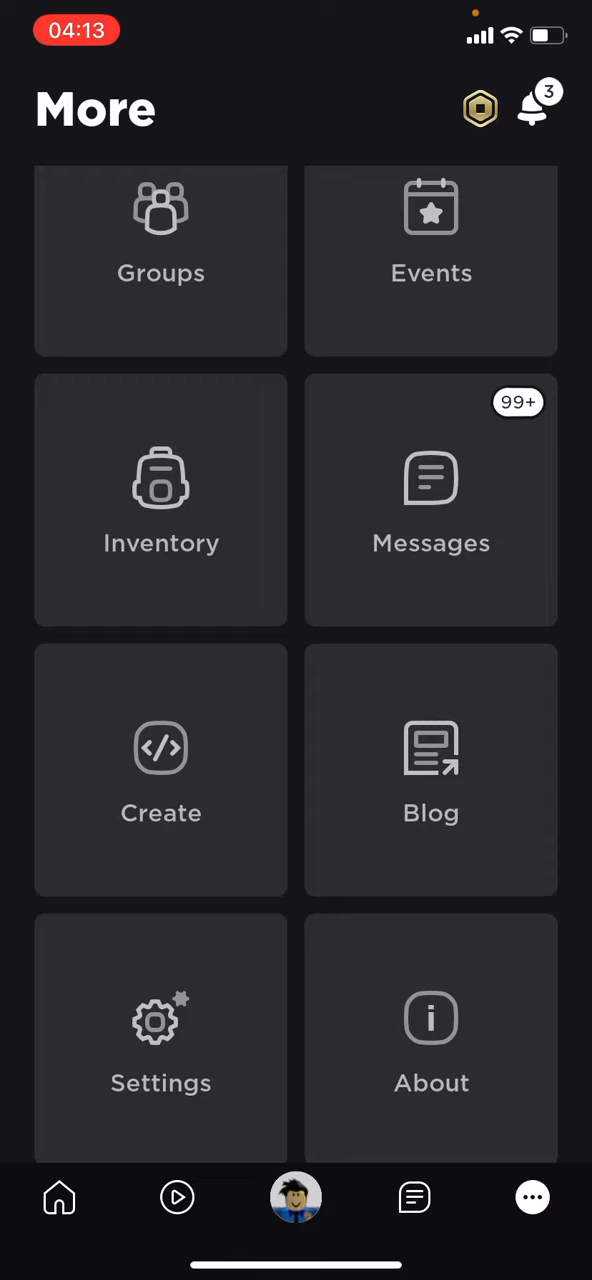 04:13
More
3
Groups
Events
99+
Inventory
Messages
Create
Blog
Settings
About